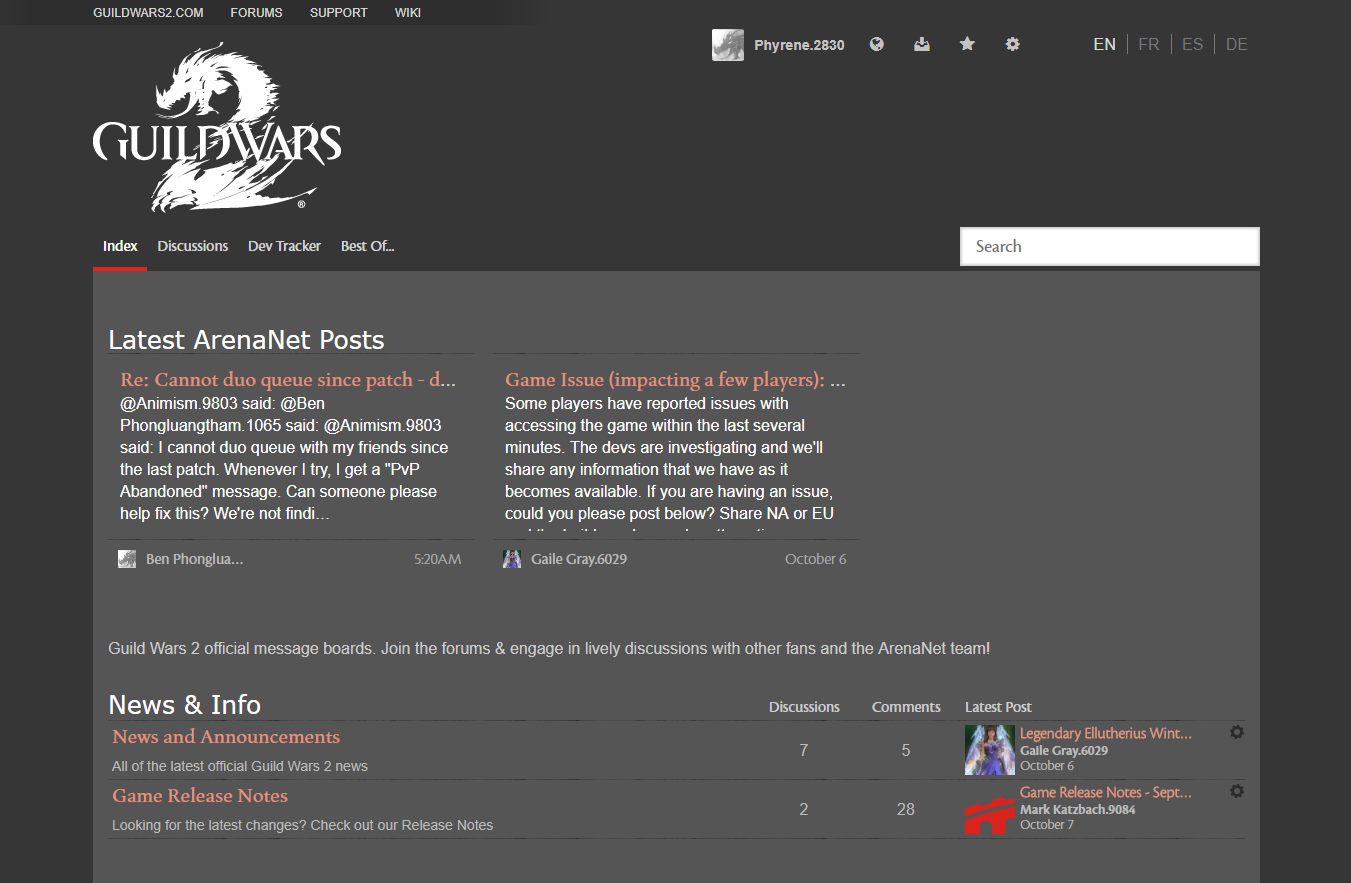 GUILDWARS2.COM FORUMS SUPPORT WIKI
Phyrene.2830
EN FR ES DE
GUILDWARS
2
®
Index Discussions Dev Tracker Best Of...
Search
Latest ArenaNet Posts
Re: Cannot duo queue since patch - d...
@Animism.9803 said: @Ben
Phongluangtham.1065 said: @Animism.9803
said: I cannot duo queue with my friends since
the last patch. Whenever I try, I get a "PvP
Abandoned" message. Can someone please
help fix this? We're not findi...
Ben Phonglua... 5:20AM
Game Issue (impacting a few players): ...
Some players have reported issues with
accessing the game within the last several
minutes. The devs are investigating and we'll
share any information that we have as it
becomes available. If you are having an issue,
could you please post below? Share NA or EU
Gaile Gray.6029 October 6
Guild Wars 2 official message boards. Join the forums & engage in lively discussions with other fans and the ArenaNet team!
News & Info Discussions Comments Latest Post
News and Announcements
All of the latest official Guild Wars 2 news
7 5
Legendary Ellutherius Wint...
Gaile Gray.6029
October 6
Game Release Notes
Looking for the latest changes? Check out our Release Notes
2 28
Game Release Notes - Sept...
Mark Katzbach.9084
October 7